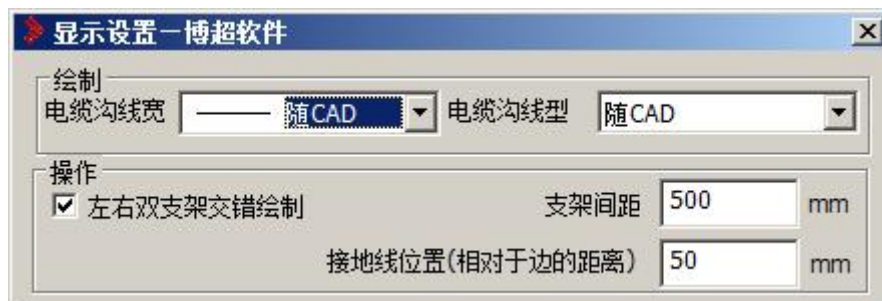 显示设置－博超软件
绘制
电缆沟线宽 随CAD 电缆沟线型 随CAD
操作
左右双支架交错绘制 支架间距 500 mm
接地线位置(相对于边的距离) 50 mm